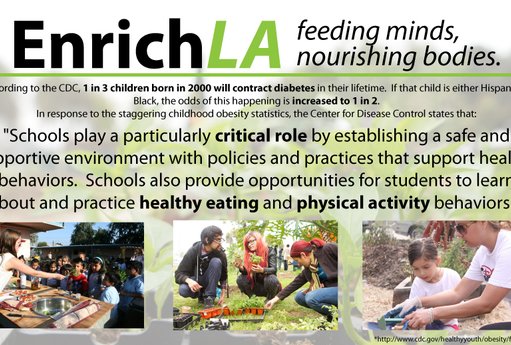 EnrichLA feeding minds,
nourishing bodies.
ording to the CDC, 1 in 3 children born in 2000 will contract diabetes in their lifetime. If that child is either Hispan
Black, the odds of this happening is increased to 1 in 2.
In response to the staggering childhood obesity statistics, the Center for Disease Control states that:
"Schools play a particularly critical role by establishing a safe and
pportive environment with policies and practices that support heal
behaviors. Schools also provide opportunities for students to learn
bout and practice healthy eating and physical activity behaviors
*http://www.cdc.gov/healthyyouth/obesity/f